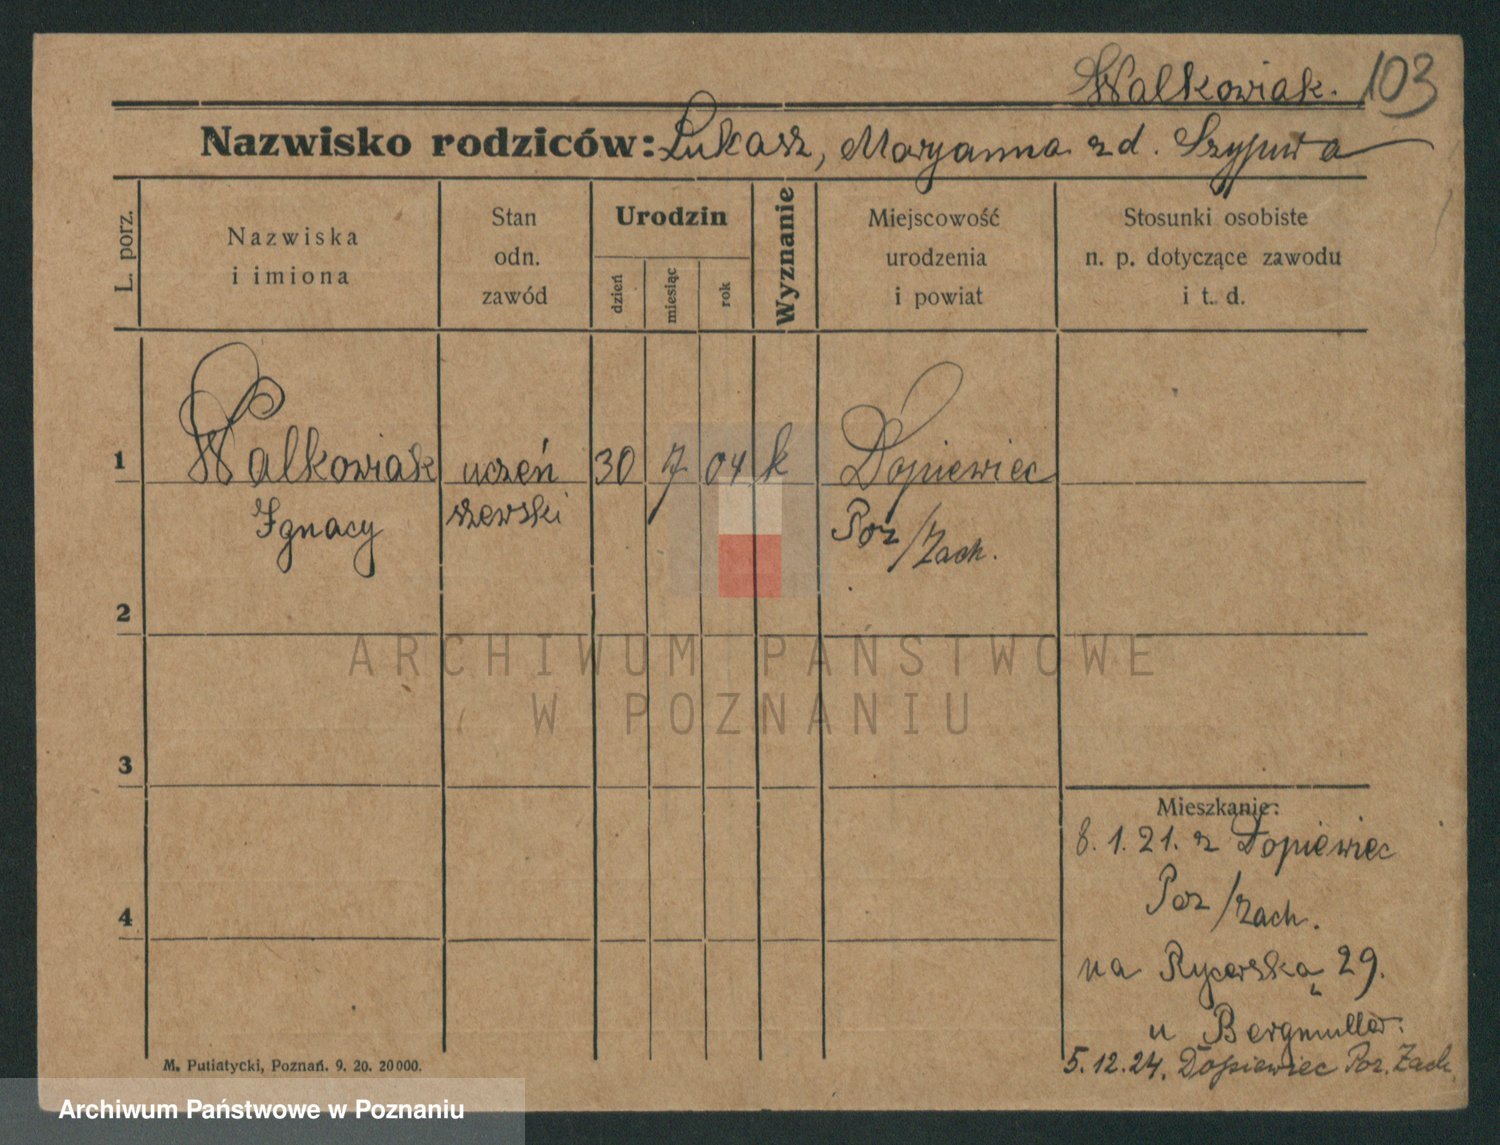 Walkowiak. 103
Nazwisko rodziców: Łukasz, Maryanna z d. Szypura
L. porz.
Nazwiska
i imiona
Stan
odn.
zawód
Urodzin
dzień
miesiąc
rok
Wyznanie
Miejscowość
urodzenia
i powiat
Stosunki osobiste
n. p. dotyczące zawodu
i t. d.
1 Walkowiak uczeń 30 7 04 k Dopiewiec
Ignacy szewski Poz/Zach.
2
3
4
ARCHIWUM PAŃSTWOWE
W POZNANIU
Mieszkanie:
8. 1. 21. z Dopiewiec
Poz/Zach.
na Rycerską 29.
u Bergmuller.
5. 12. 24. Dopiewiec Poz. Zach.
M. Putiatycki, Poznań. 9. 20. 20000.
Archiwum Państwowe w Poznaniu